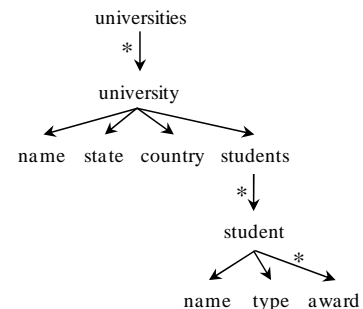 universities
*
university
name state country students
*
student
*
name type award